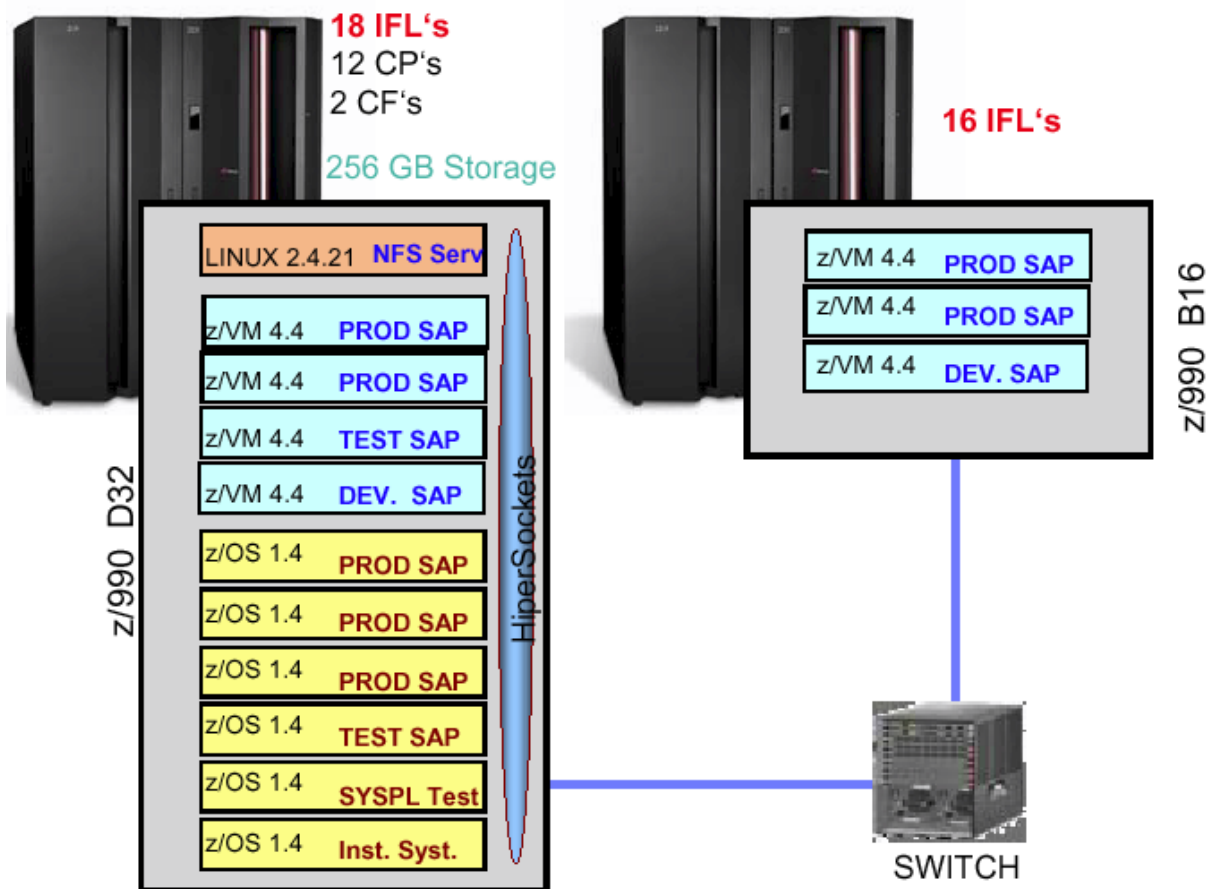 18 IFL‘s
12 CP‘s
2 CF‘s
256 GB Storage
16 IFL‘s
z/990 D32
LINUX 2.4.21 NFS Serv
z/VM 4.4 PROD SAP
z/VM 4.4 PROD SAP
z/VM 4.4 TEST SAP
z/VM 4.4 DEV. SAP
z/OS 1.4 PROD SAP
z/OS 1.4 PROD SAP
z/OS 1.4 PROD SAP
z/OS 1.4 TEST SAP
z/OS 1.4 SYSPL Test
z/OS 1.4 Inst. Syst.
HiperSockets
z/VM 4.4 PROD SAP
z/VM 4.4 PROD SAP
z/VM 4.4 DEV. SAP
z/990 B16
SWITCH